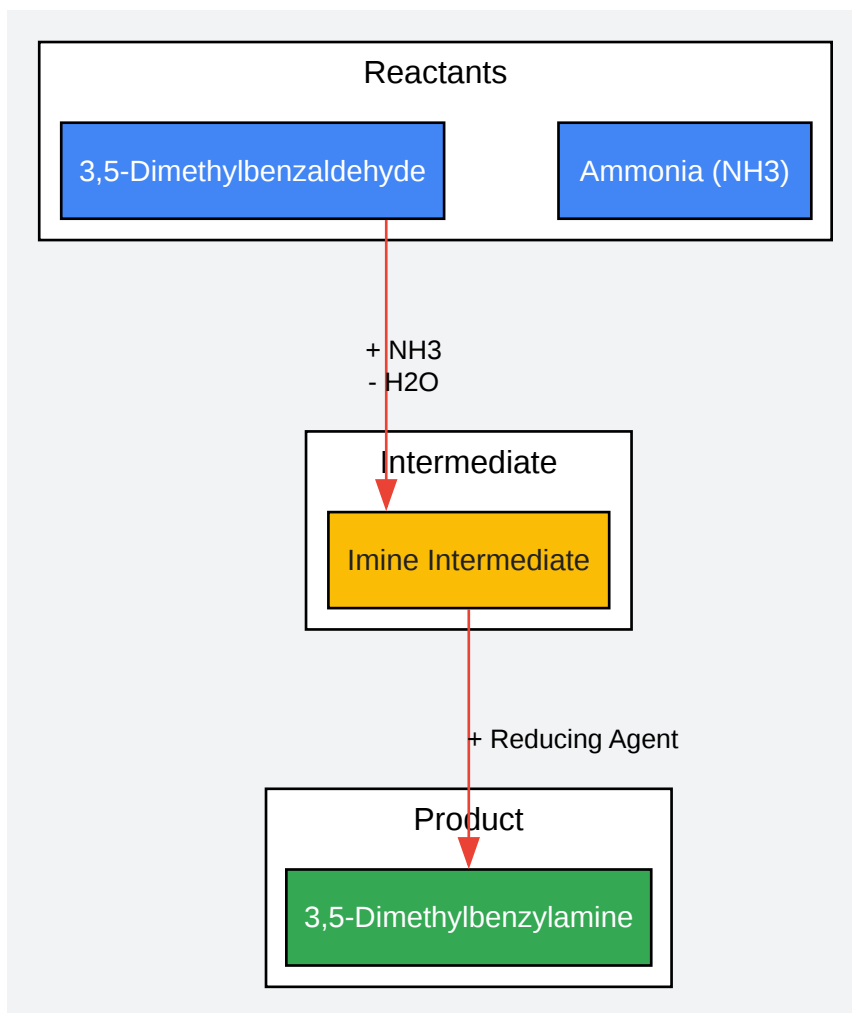 Reactants
3,5-Dimethylbenzaldehyde
Ammonia (NH3)
+ NH3
- H2O
Intermediate
Imine Intermediate
+ Reducing Agent
Product
3,5-Dimethylbenzylamine